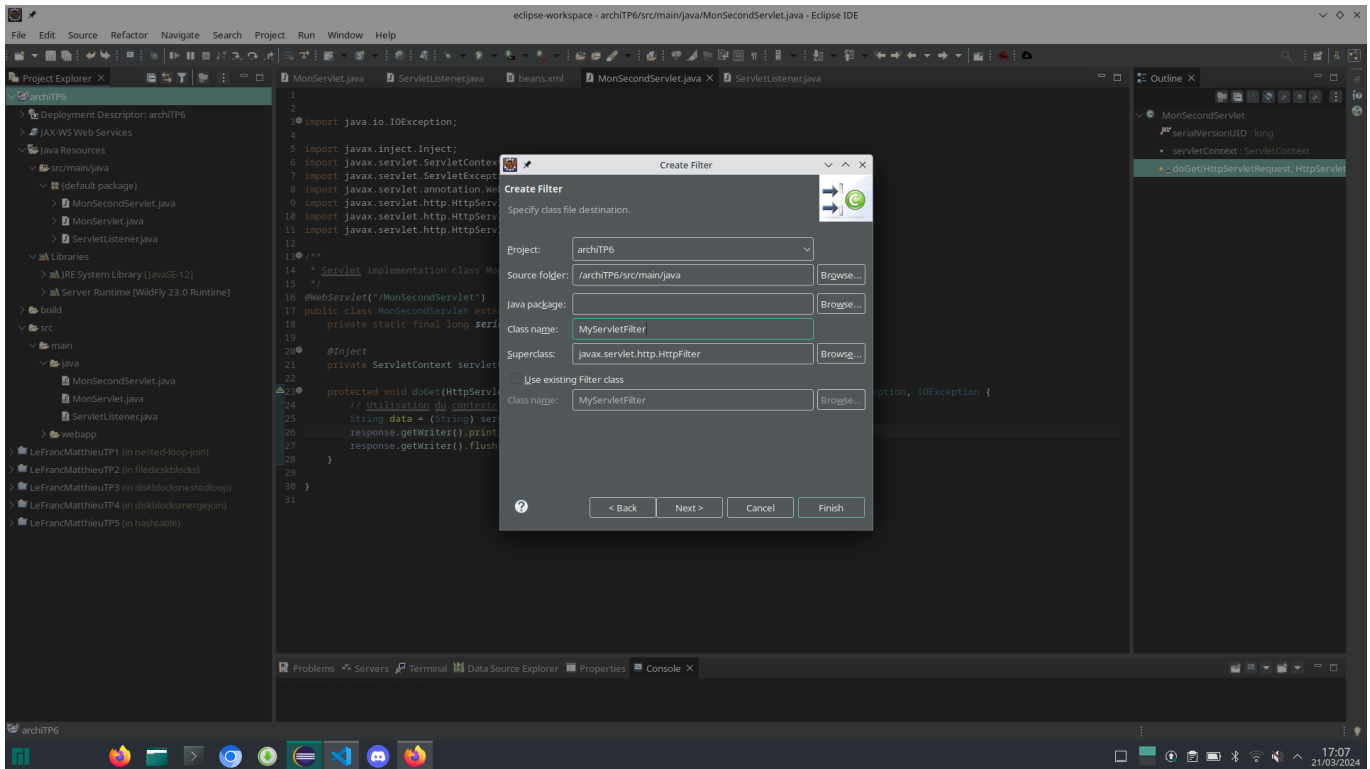 eclipse-workspace - archiTP6/src/main/java/MonSecondServlet.java - Eclipse IDE
File Edit Source Refactor Navigate Search Project Run Window Help
Project Explorer
MonServlet.java ServletListener.java beans.xml MonSecondServlet.java ServletListener.java
Outline
archiTP6
Deployment Descriptor: archiTP6
JAX-WS Web Services
Java Resources
src/main/java
(default package)
MonSecondServlet.java
MonServlet.java
ServletListener.java
Libraries
JRE System Library [JavaSE-12]
Server Runtime [WildFly 23.0 Runtime]
build
src
main
java
MonSecondServlet.java
MonServlet.java
ServletListener.java
webapp
LeFrancMatthieuTP1 (in nested-loop-join)
LeFrancMatthieuTP2 (in filedicskblocks)
LeFrancMatthieuTP3 (in diskblocksnestedloop)
LeFrancMatthieuTP4 (in diskblocksmergejoin)
LeFrancMatthieuTP5 (in hashtable)
1
2
3 import java.io.IOException;
4
5 import javax.inject.Inject;
6 import javax.servlet.ServletContex
7 import javax.servlet.ServletExcept
8 import javax.servlet.annotation.We
9 import javax.servlet.http.HttpServ
10 import javax.servlet.http.HttpServ
11 import javax.servlet.http.HttpServ
12
13 /**
14 * Servlet implementation class Mo
15 */
16 @WebServlet("/MonSecondServlet")
17 public class MonSecondServlet exte
18 private static final long seri
19
20 @Inject
21 private ServletContext servlet
22
23 protected void doGet(HttpServl ption, IOException {
24 // Utilisation du contexte
25 String data = (String) ser
26 response.getWriter().print
27 response.getWriter().flush
28 }
29
30 }
31
Create Filter
Create Filter
Specify class file destination.
Project: archiTP6
Source folder: /archiTP6/src/main/java Browse...
Java package: Browse...
Class name: MyServletFilter
Superclass: javax.servlet.http.HttpFilter Browse...
Use existing Filter class
Class name: MyServletFilter Browse...
< Back Next > Cancel Finish
MonSecondServlet
serialVersionUID : long
servletContext : ServletContext
doGet(HttpServletRequest, HttpServlet
Problems Servers Terminal Data Source Explorer Properties Console
archiTP6
17:07
21/03/2024